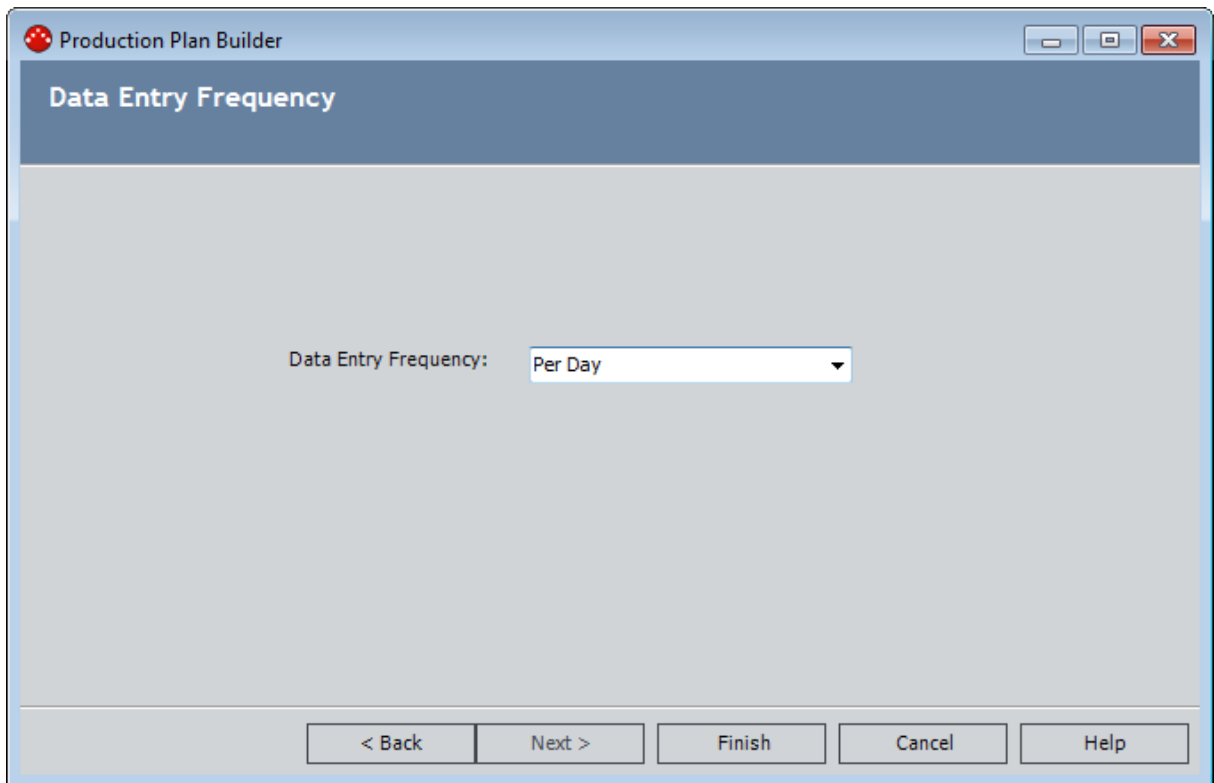 Production Plan Builder
Data Entry Frequency
Data Entry Frequency: Per Day
< Back Next > Finish Cancel Help